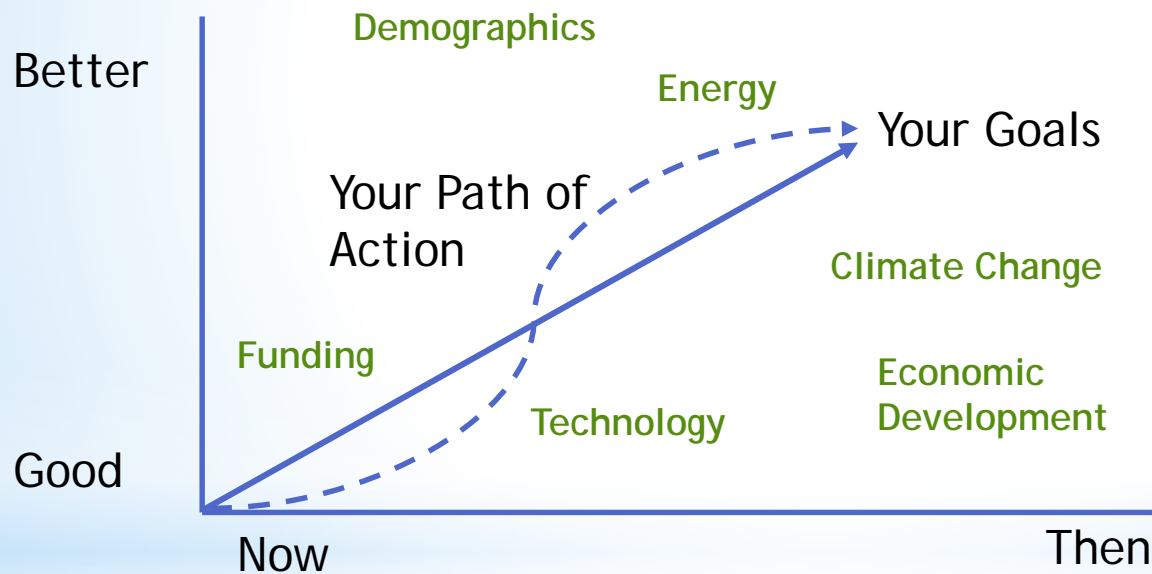 Demographics
Better
Energy
Your Goals
Your Path of
Action
Climate Change
Funding
Economic
Development
Technology
Good
Now
Then